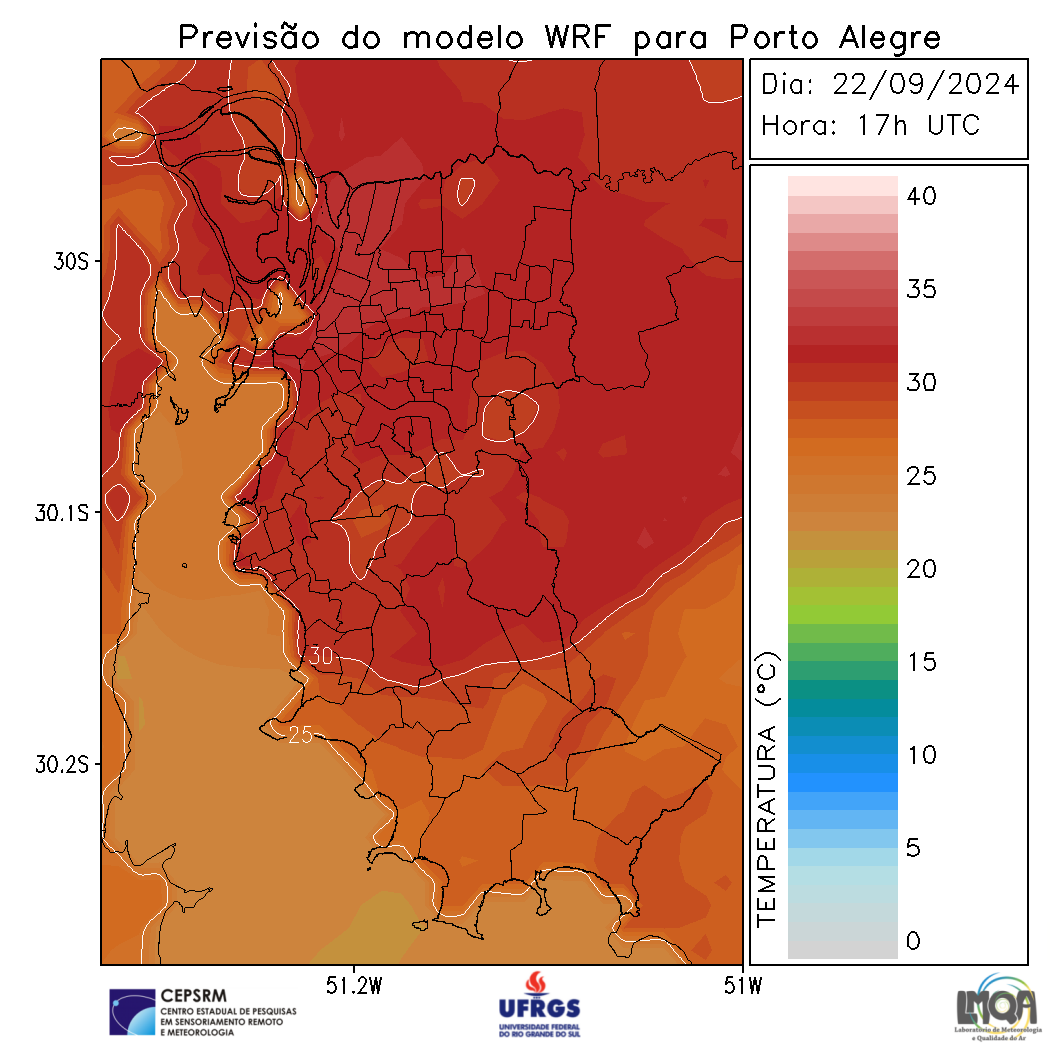 Previsão do modelo WRF para Porto Alegre
Dia: 22/09/2024
Hora: 17h UTC
40
35
30
25
20
15
10
5
0
TEMPERATURA (°C)
30S
30.1S
30.2S
30
25
51.2W
51W
CEPSRM
CENTRO ESTADUAL DE PESQUISAS
EM SENSORIAMENTO REMOTO
E METEOROLOGIA
UFRGS
UNIVERSIDADE FEDERAL
DO RIO GRANDE DO SUL
LMQA
Laboratório de Meteorologia
e Qualidade do Ar